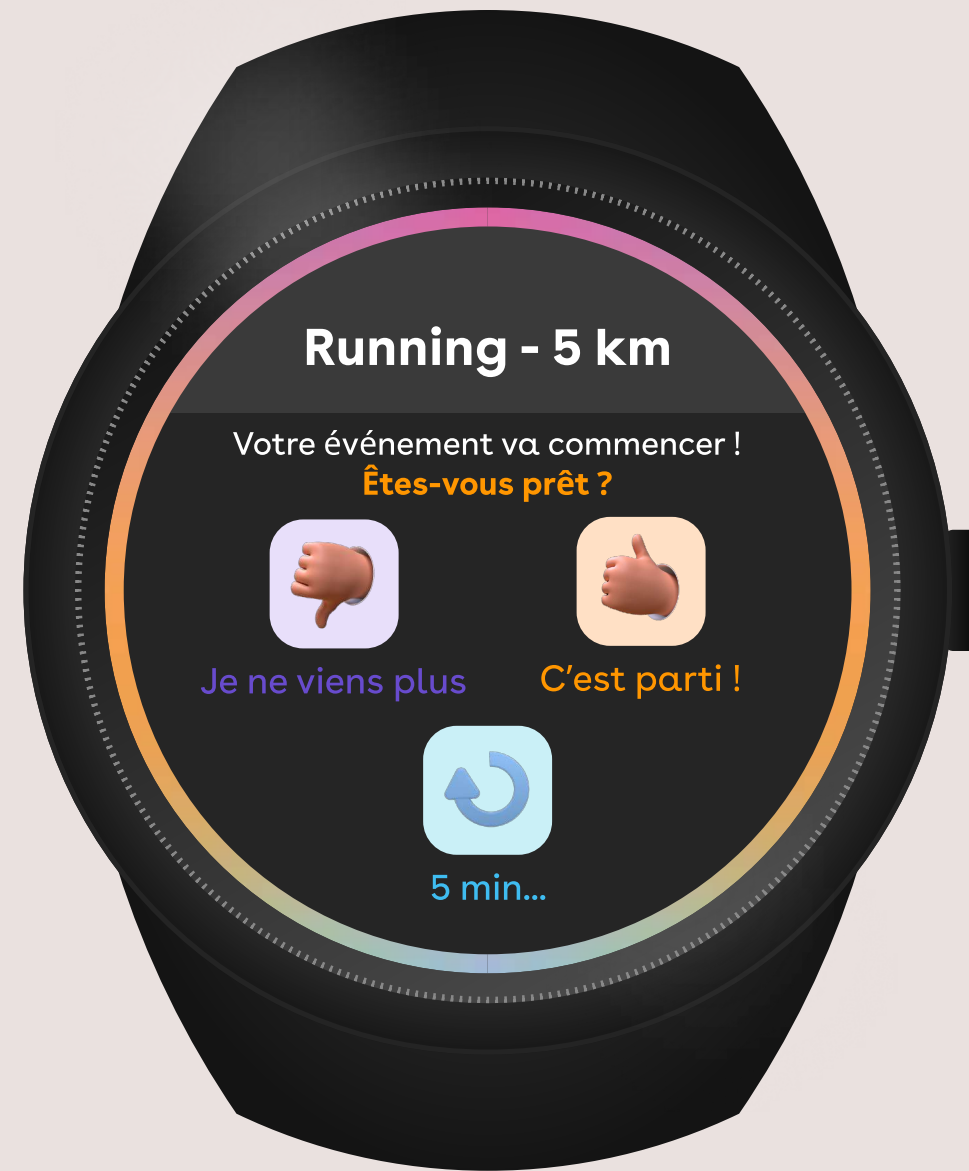 Running - 5 km
Votre événement va commencer !
Êtes-vous prêt ?
Je ne viens plus
C’est parti !
5 min...